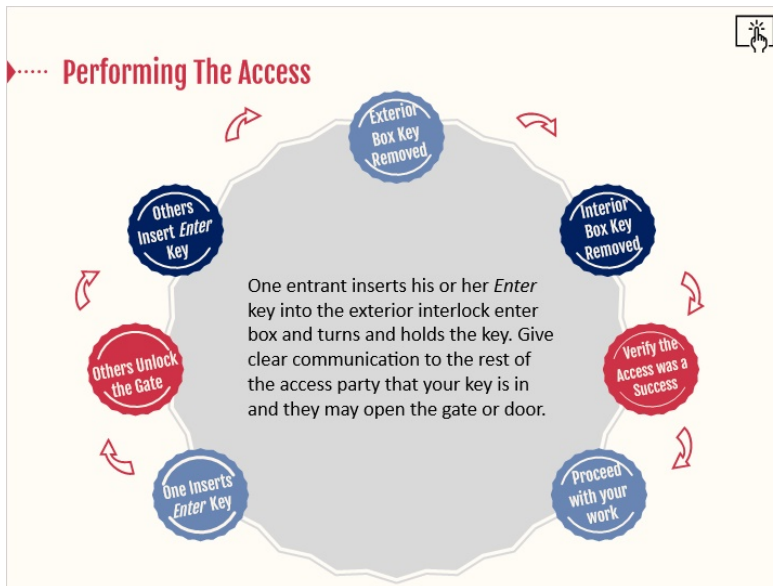 Performing The Access
Exterior
Box Key
Removed
Others
Insert Enter
Key
Interior
Box Key
Removed
One entrant inserts his or her Enter
key into the exterior interlock enter
box and turns and holds the key. Give
clear communication to the rest of
the access party that your key is in
and they may open the gate or door.
Others Unlock
the Gate
Verify the
Access was a
Success
One Inserts
Enter Key
Proceed
with your
work